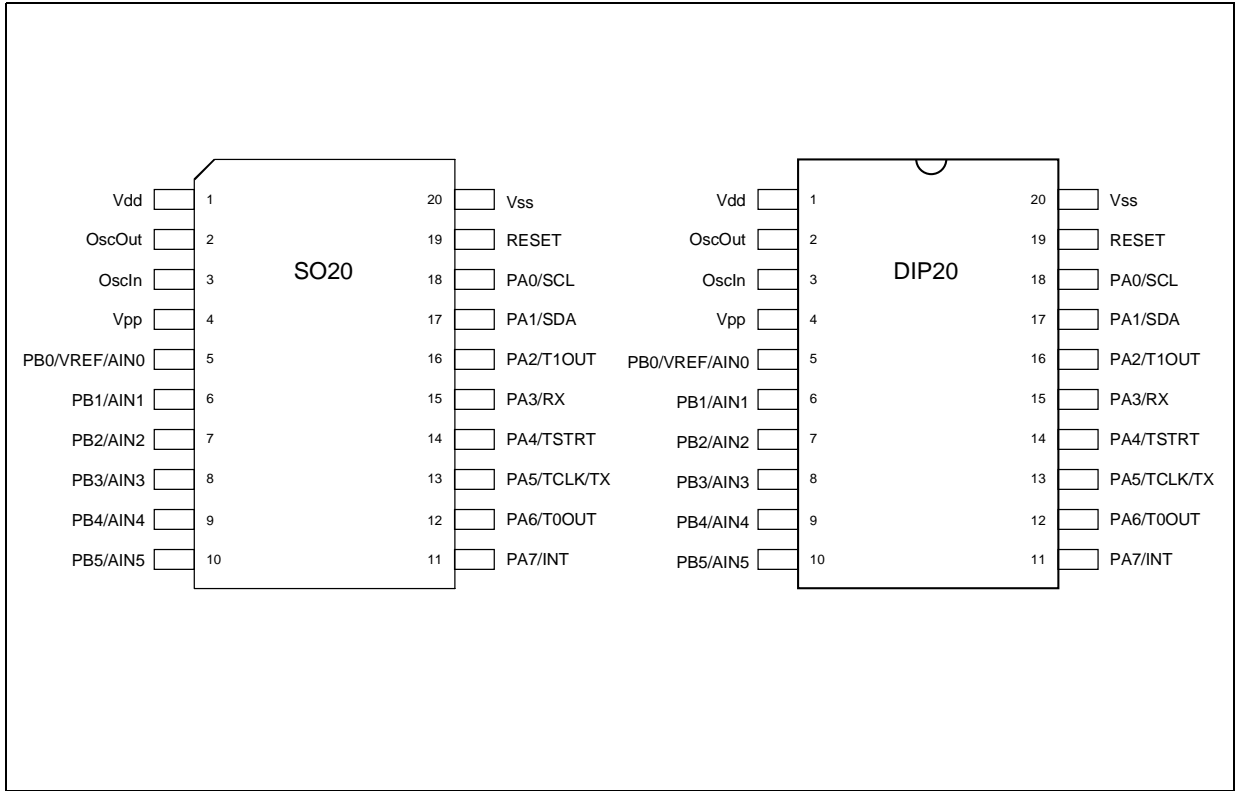 SO20
Vdd 1
OscOut 2
OscIn 3
Vpp 4
PB0/VREF/AIN0 5
PB1/AIN1 6
PB2/AIN2 7
PB3/AIN3 8
PB4/AIN4 9
PB5/AIN5 10
20 Vss
19 RESET
18 PA0/SCL
17 PA1/SDA
16 PA2/T1OUT
15 PA3/RX
14 PA4/TSTRT
13 PA5/TCLK/TX
12 PA6/T0OUT
11 PA7/INT
DIP20
Vdd 1
OscOut 2
OscIn 3
Vpp 4
PB0/VREF/AIN0 5
PB1/AIN1 6
PB2/AIN2 7
PB3/AIN3 8
PB4/AIN4 9
PB5/AIN5 10
20 Vss
19 RESET
18 PA0/SCL
17 PA1/SDA
16 PA2/T1OUT
15 PA3/RX
14 PA4/TSTRT
13 PA5/TCLK/TX
12 PA6/T0OUT
11 PA7/INT